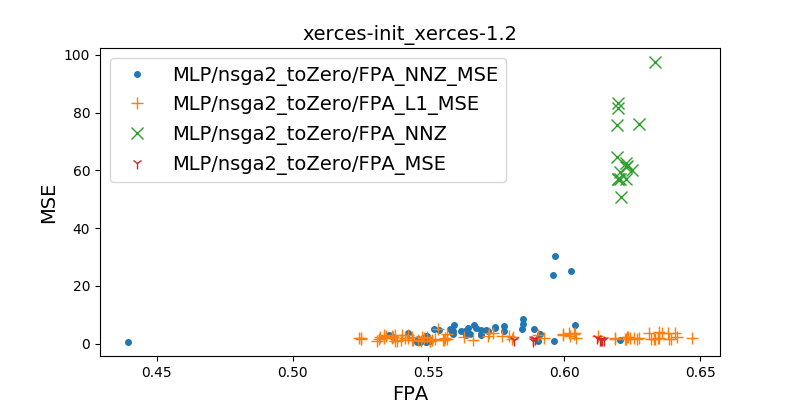 xerces-init_xerces-1.2
MLP/nsga2_toZero/FPA_NNZ_MSE
MLP/nsga2_toZero/FPA_L1_MSE
MLP/nsga2_toZero/FPA_NNZ
MLP/nsga2_toZero/FPA_MSE
MSE
100
80
60
40
20
0
0.45 0.50 0.55 0.60 0.65
FPA